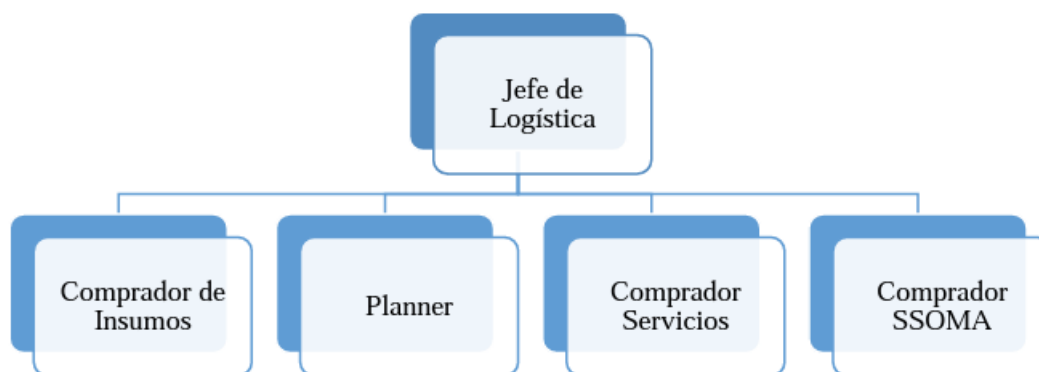 Jefe de
Logística
Comprador de
Insumos
Planner
Comprador
Servicios
Comprador
SSOMA